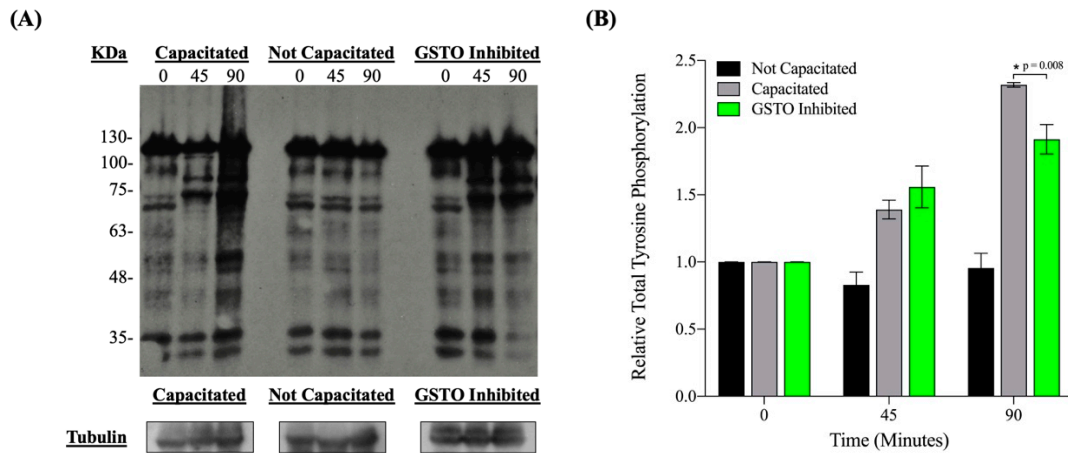 (A)
KDa Capacitated Not Capacitated GSTO Inhibited
0 45 90 0 45 90 0 45 90
130-
100-
75-
63-
48-
35-
Capacitated Not Capacitated GSTO Inhibited
Tubulin
(B)
Relative Total Tyrosine Phosphorylation
2.5
2.0
1.5
1.0
0.5
0.0
Not Capacitated
Capacitated
GSTO Inhibited
* p = 0.008
0 45 90
Time (Minutes)